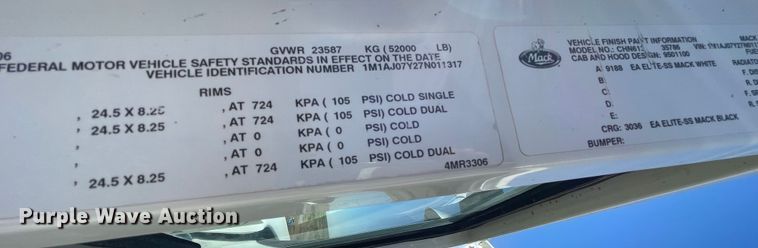 06
GVWR 23587 KG ( 52000 LB)
FEDERAL MOTOR VEHICLE SAFETY STANDARDS IN EFFECT ON THE DATE
VEHICLE IDENTIFICATION NUMBER 1M1AJ07Y27N011317
RIMS
, 24.5 X 8.25 , AT 724 KPA ( 105 PSI) COLD SINGLE
, 24.5 X 8.25 , AT 724 KPA ( 105 PSI) COLD DUAL
, , AT 0 KPA ( 0 PSI) COLD
, , AT 0 KPA ( 0 PSI) COLD
, 24.5 X 8.25 , AT 724 KPA ( 105 PSI) COLD DUAL
4MR3306
Mack
VEHICLE FINISH PAINT INFORMATION MACK
MODEL NO.: 35786 VIN: 1M1AJ07Y27N0
CAB AND HOOD DESIGN: 9501100 FUE
A: 9188 EA ELITE-SS MACK WHITE RADIATO
B: F.
C: R.
D: F. S
E: R.
CRG: 3036 EA ELITE-SS MACK BLACK
BUMPER:
Purple Wave Auction